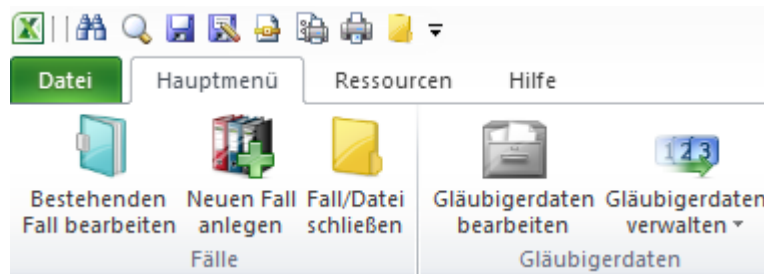 Datei Hauptmenü Ressourcen Hilfe
Bestehenden Neuen Fall Fall/Datei Gläubigerdaten Gläubigerdaten
Fall bearbeiten anlegen schließen bearbeiten verwalten
Fälle Gläubigerdaten